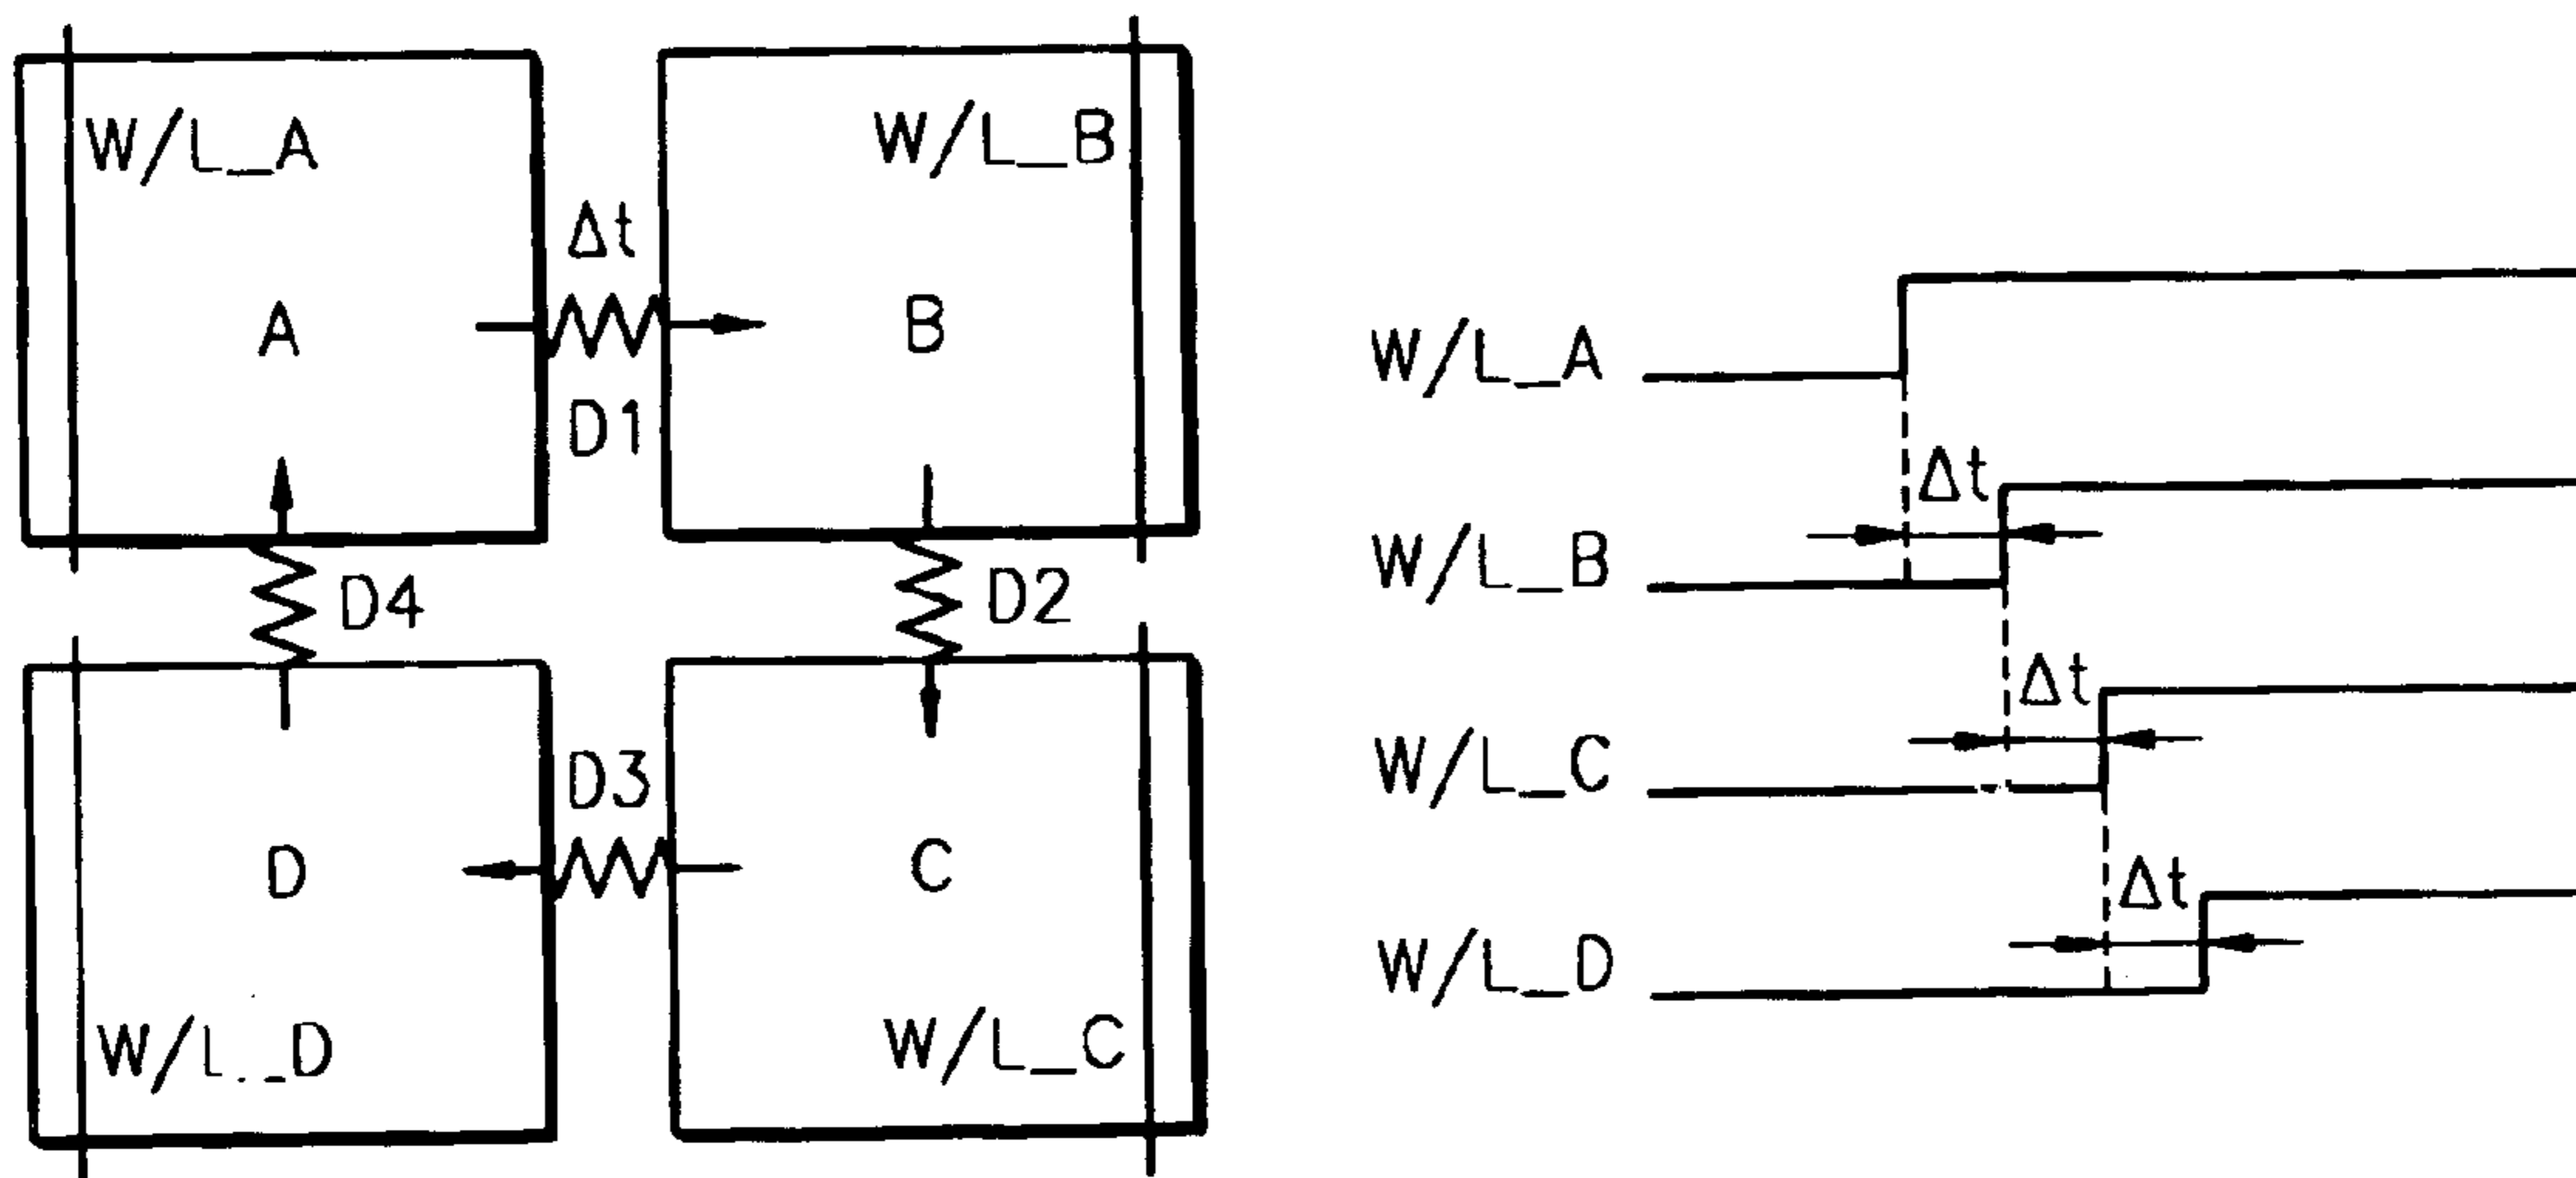 W/L_A
W/L_B
Δt
A
B
D1
D4
D2
D3
D
C
W/L_D
W/L_C
W/L_A
Δt
W/L_B
Δt
W/L_C
Δt
W/L_D